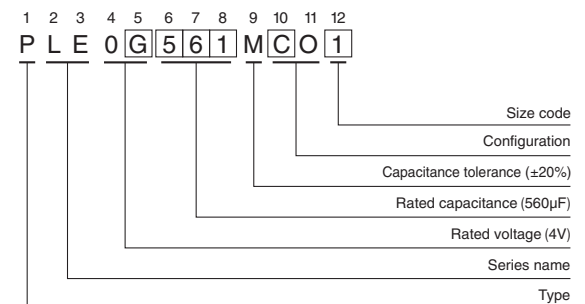 1 2 3 4 5 6 7 8 9 10 11 12
P L E 0 G 5 6 1 M C O 1
Size code
Configuration
Capacitance tolerance (±20%)
Rated capacitance (560µF)
Rated voltage (4V)
Series name
Type